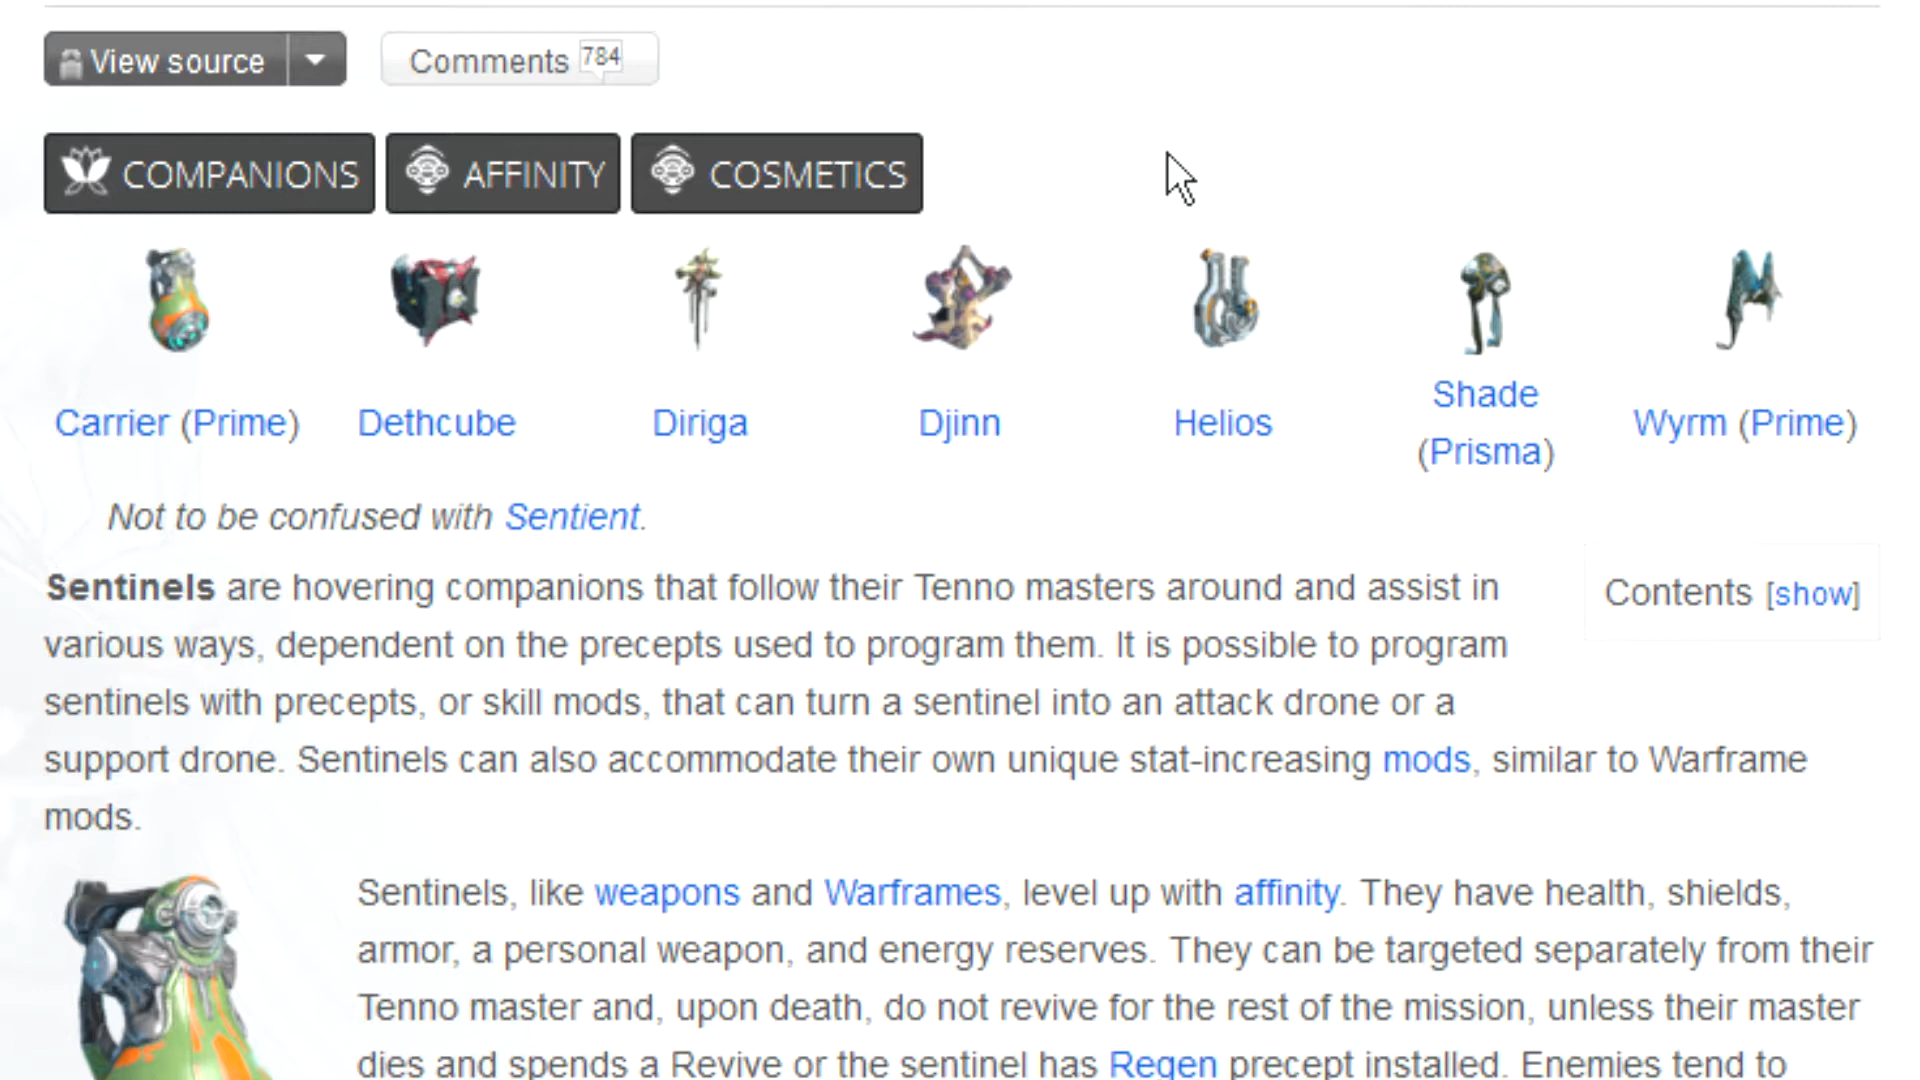 View source
Comments 784
COMPANIONS AFFINITY COSMETICS
Carrier (Prime) Dethcube Diriga Djinn Helios Shade (Prisma) Wyrm (Prime)
Not to be confused with Sentient.
Contents [show]
Sentinels are hovering companions that follow their Tenno masters around and assist in
various ways, dependent on the precepts used to program them. It is possible to program
sentinels with precepts, or skill mods, that can turn a sentinel into an attack drone or a
support drone. Sentinels can also accommodate their own unique stat-increasing mods, similar to Warframe
mods.
Sentinels, like weapons and Warframes, level up with affinity. They have health, shields,
armor, a personal weapon, and energy reserves. They can be targeted separately from their
Tenno master and, upon death, do not revive for the rest of the mission, unless their master
dies and spends a Revive or the sentinel has Regen precept installed. Enemies tend to